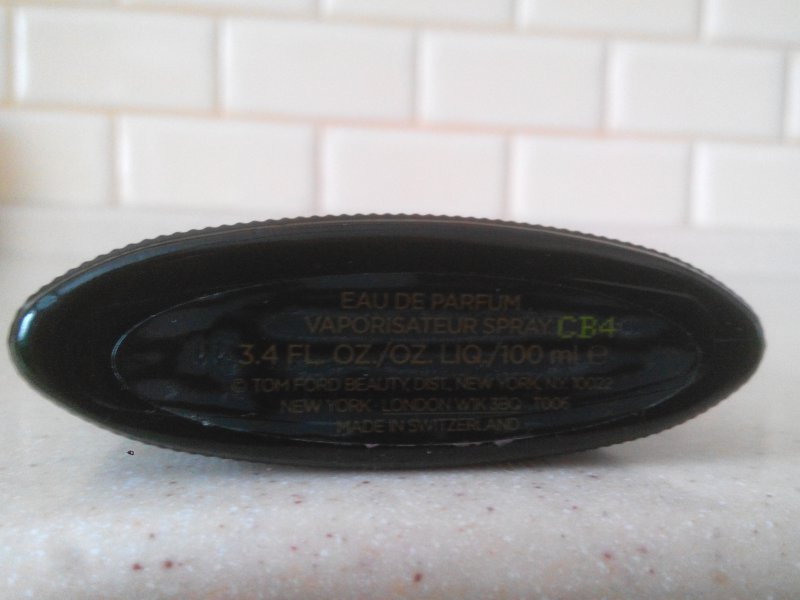 EAU DE PARFUM
VAPORISATEUR SPRAY CB4
3.4 FL. OZ./OZ. LIQ./100 ml ℮
© TOM FORD BEAUTY, DIST. NEW YORK, NY 10022
NEW YORK · LONDON W1K 3BQ · T006
MADE IN SWITZERLAND